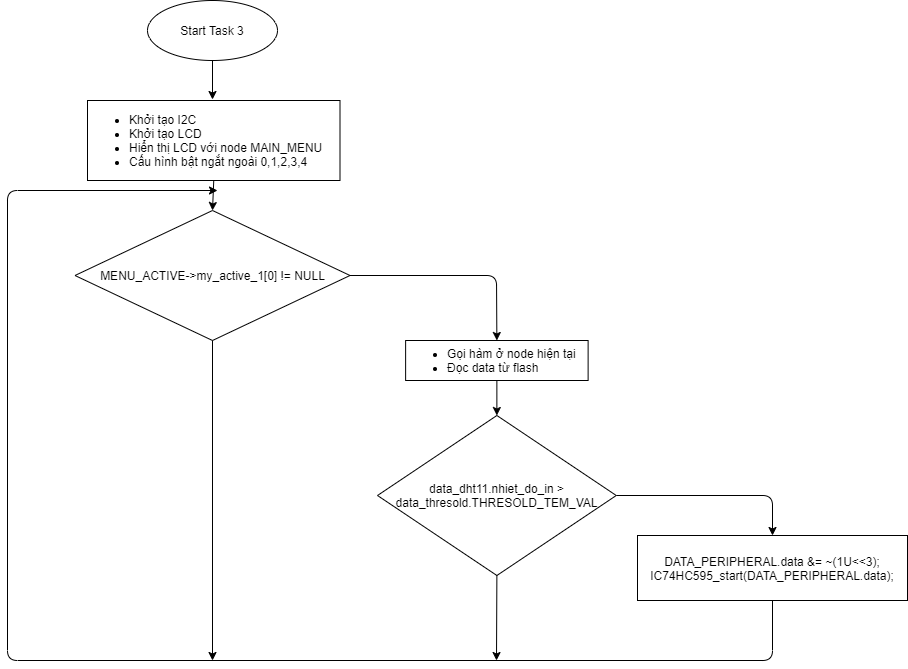 Start Task 3
Khởi tạo I2C
Khởi tạo LCD
Hiển thị LCD với node MAIN_MENU
Cấu hình bật ngắt ngoài 0,1,2,3,4
MENU_ACTIVE->my_active_1[0] != NULL
Gọi hàm ở node hiện tại
Đọc data từ flash
data_dht11.nhiet_do_in >
data_thresold.THRESOLD_TEM_VAL
DATA_PERIPHERAL.data &= ~(1U<<3);
IC74HC595_start(DATA_PERIPHERAL.data);